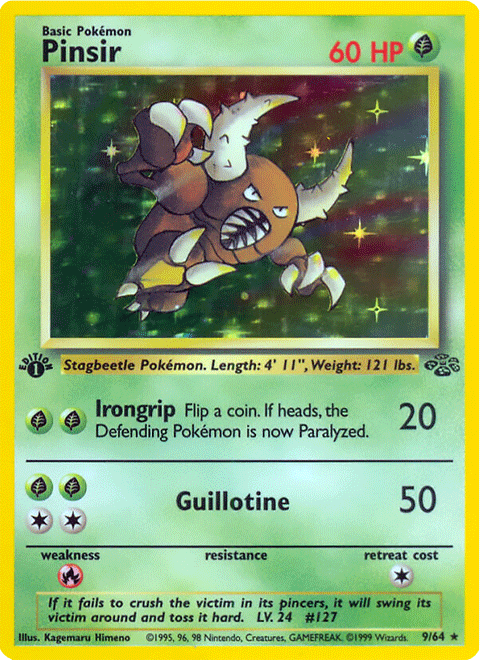 Basic Pokémon
Pinsir 60 HP
EDITION
1
Stagbeetle Pokémon. Length: 4' 11", Weight: 121 lbs.
Irongrip Flip a coin. If heads, the 20
Defending Pokémon is now Paralyzed.
Guillotine 50
weakness resistance retreat cost
If it fails to crush the victim in its pincers, it will swing its
victim around and toss it hard. LV. 24 #127
Illus. Kagemaru Himeno ©1995, 96, 98 Nintendo, Creatures, GAMEFREAK. ©1999 Wizards. 9/64 ★